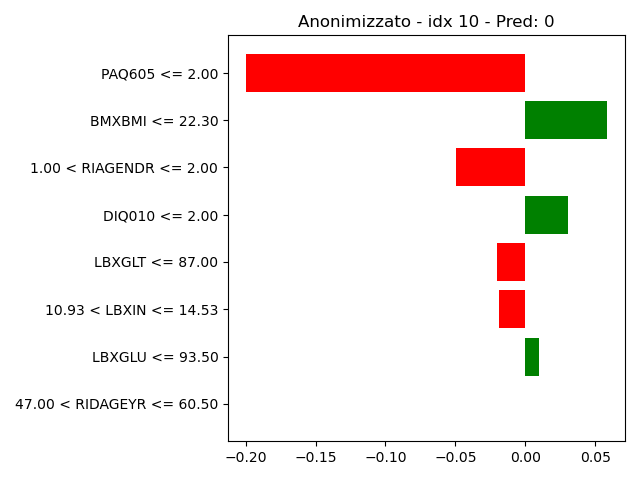 Anonimizzato - idx 10 - Pred: 0
PAQ605 <= 2.00
BMXBMI <= 22.30
1.00 < RIAGENDR <= 2.00
DIQ010 <= 2.00
LBXGLT <= 87.00
10.93 < LBXIN <= 14.53
LBXGLU <= 93.50
47.00 < RIDAGEYR <= 60.50
−0.20 −0.15 −0.10 −0.05 0.00 0.05